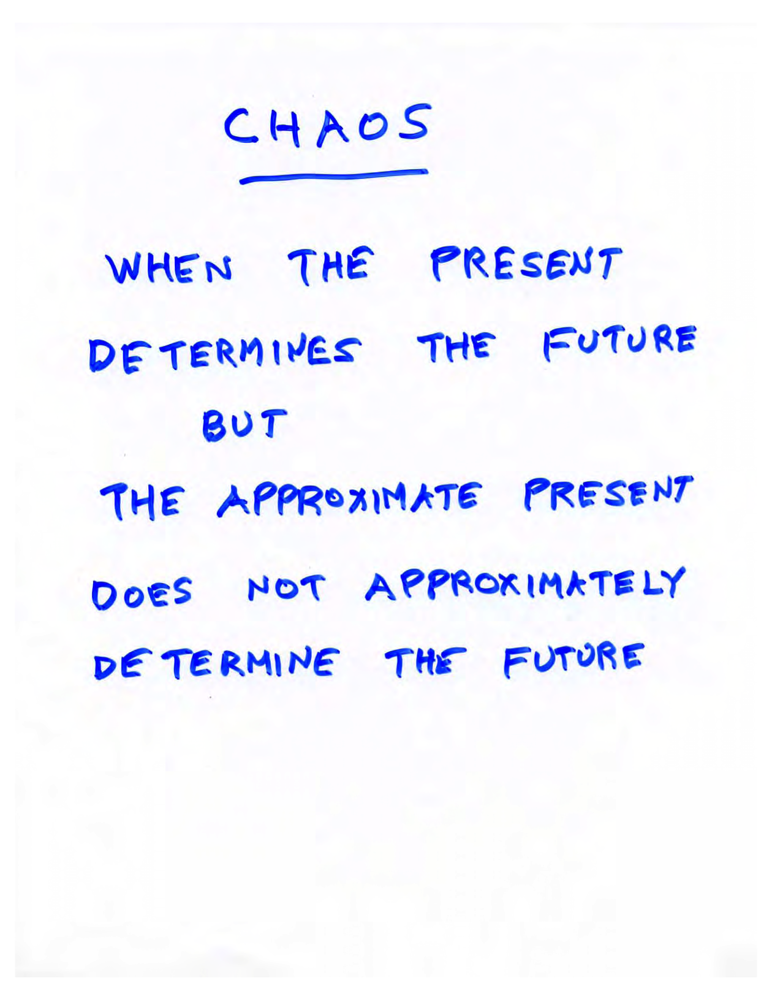 CHAOS
WHEN THE PRESENT
DETERMINES THE FUTURE
BUT
THE APPROXIMATE PRESENT
DOES NOT APPROXIMATELY
DETERMINE THE FUTURE